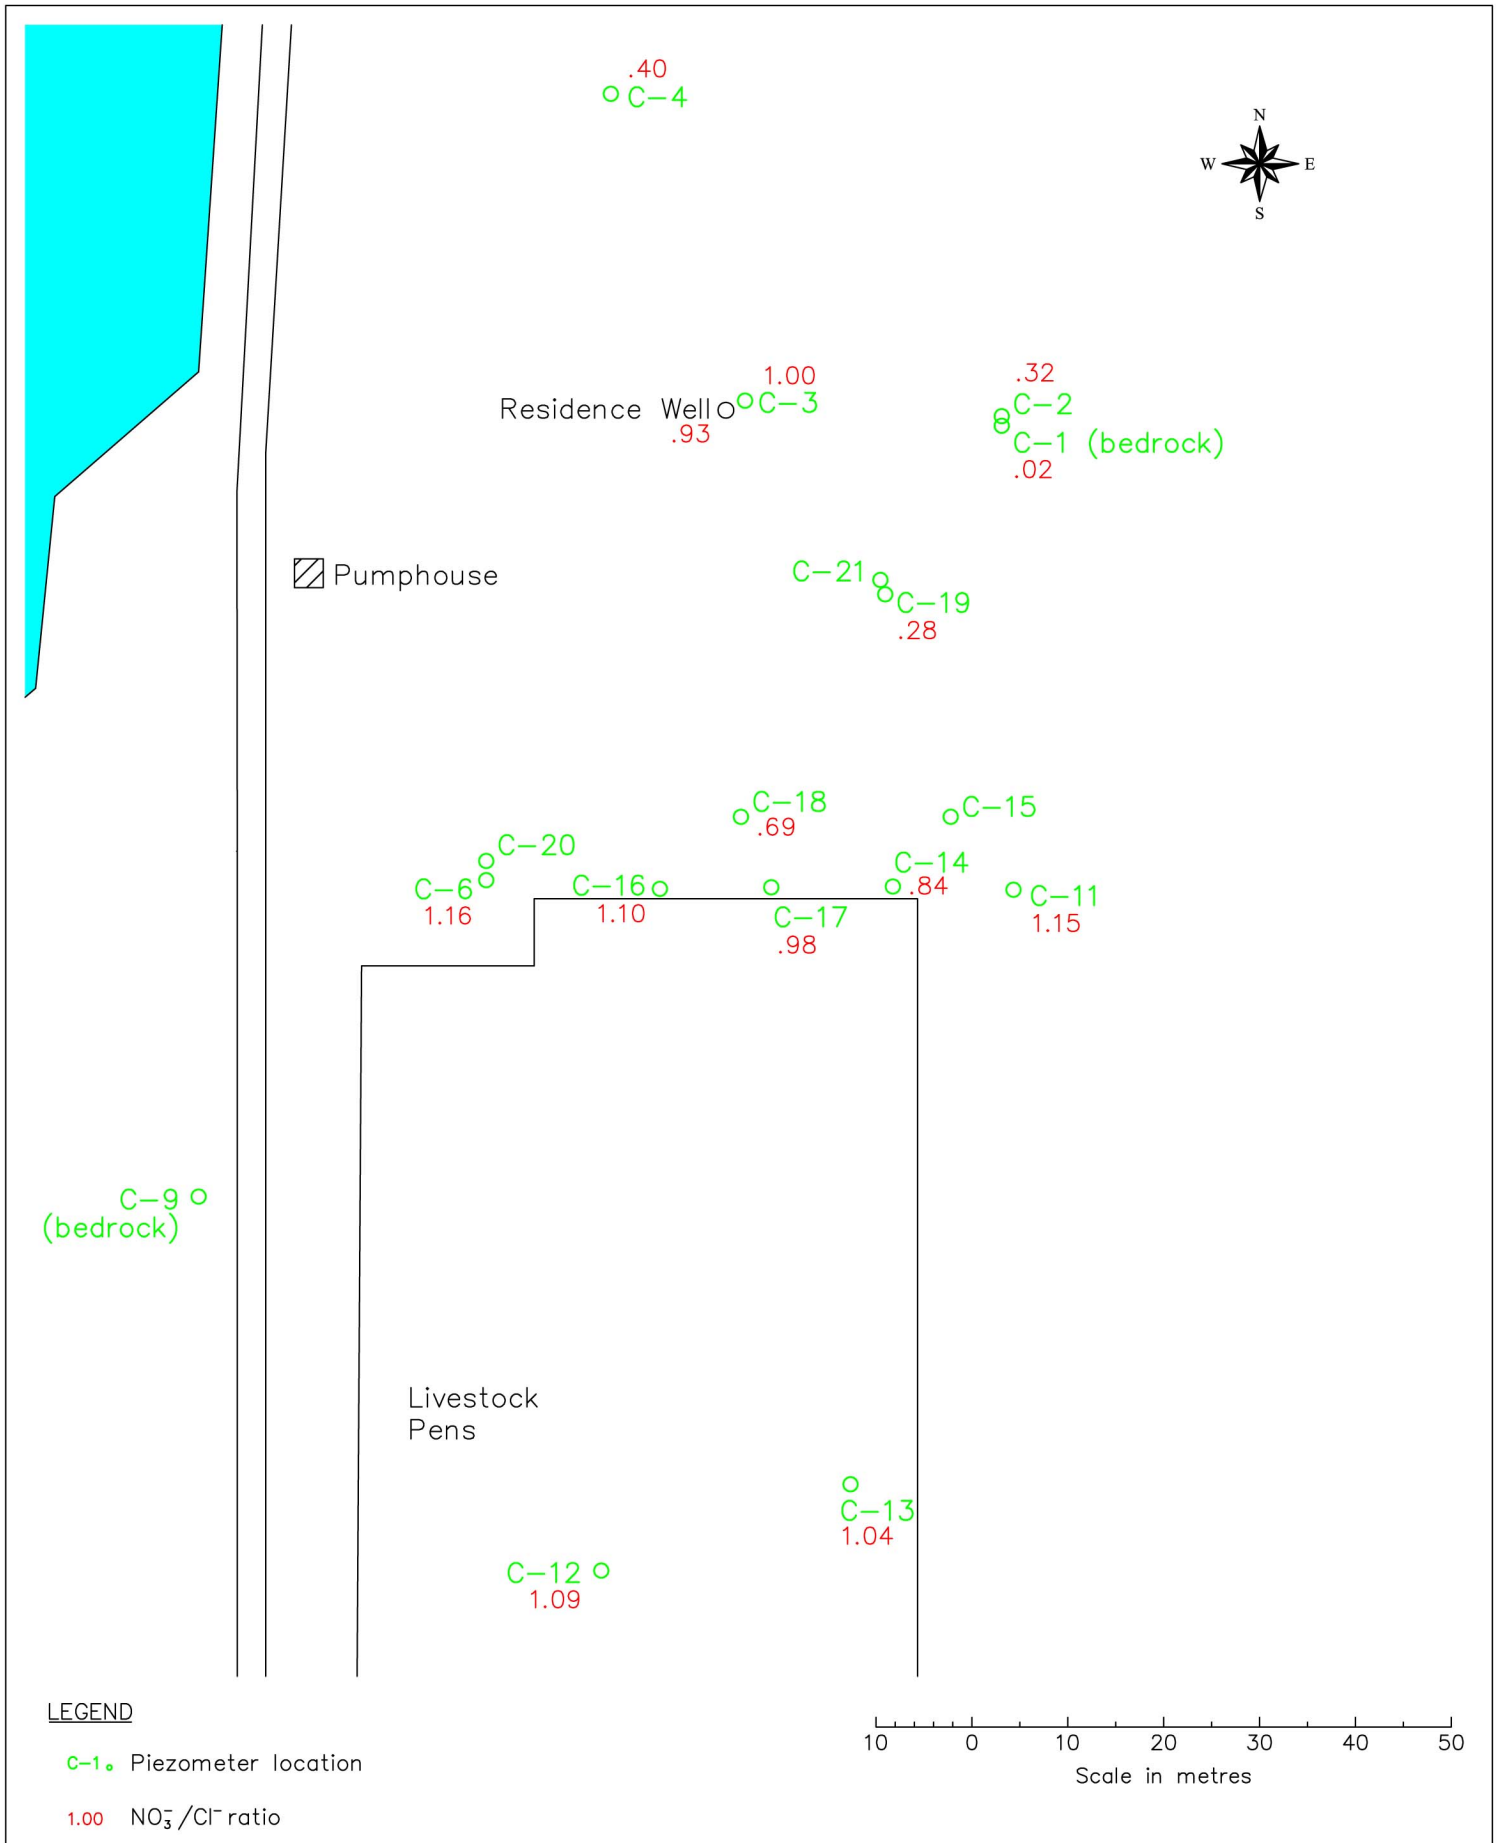 .40
C-4
N
W E
S
1.00
.32
Residence Well
C-3
C-2
.93
C-1 (bedrock)
.02
C-21
Pumphouse
C-19
.28
C-18
C-15
.69
C-20
C-14
C-6
C-16
.84
C-11
1.16
1.10
C-17
1.15
.98
C-9
(bedrock)
Livestock
Pens
C-13
1.04
C-12
1.09
LEGEND
C-1 Piezometer location
1.00 NO₃⁻/Cl⁻ ratio
10 0 10 20 30 40 50
Scale in metres